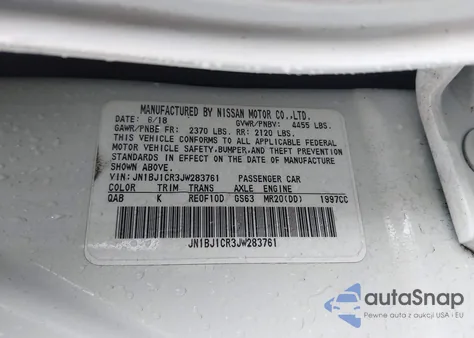 MANUFACTURED BY NISSAN MOTOR CO.,LTD.
DATE: 6/18 GVWR/PNBV: 4455 LBS.
GAWR/PNBE FR: 2370 LBS. RR: 2120 LBS.
THIS VEHICLE CONFORMS TO ALL APPLICABLE FEDERAL
MOTOR VEHICLE SAFETY,BUMPER, AND THEFT PREVENTION
STANDARDS IN EFFECT ON THE DATE OF MANUFACTURE
SHOWN ABOVE.
VIN: JN1BJ1CR3JW283761 PASSENGER CAR
COLOR TRIM TRANS AXLE ENGINE
QAB K RE0F10D GS63 MR20(DD) 1997CC
JN1BJ1CR3JW283761
autoSnap
Pewne auta z aukcji USA i EU